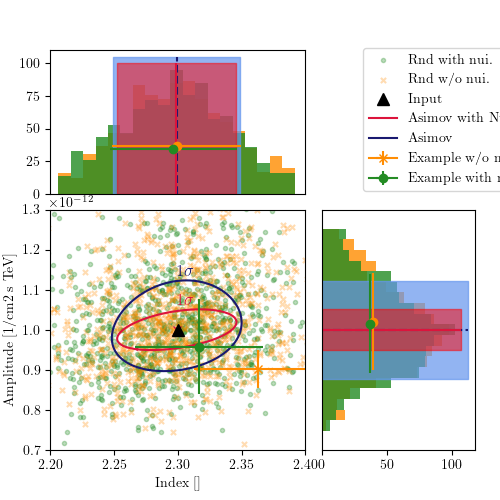 100
75
50
25
0
Rnd with nui.
Rnd w/o nui.
Input
Asimov with N
Asimov
Example w/o n
Example with n
×10⁻¹²
1.3
1.2
1.1
1.0
0.9
0.8
0.7
Amplitude [1/cm2 s TeV]
1σ
1σ
2.20
2.25
2.30
2.35
2.40
Index []
0
50
100